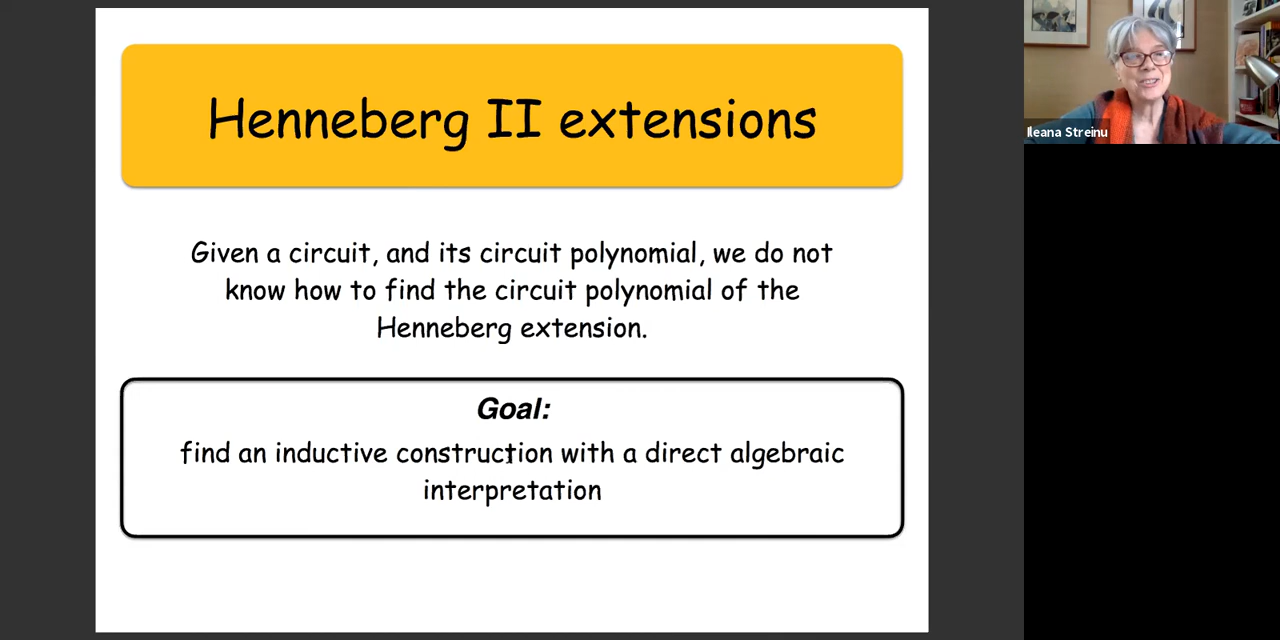 Henneberg II extensions
Given a circuit, and its circuit polynomial, we do not
know how to find the circuit polynomial of the
Henneberg extension.
Goal:
find an inductive construction with a direct algebraic
interpretation
Ileana Streinu